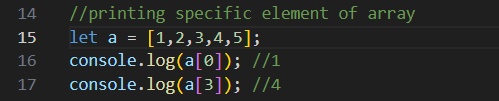 14 //printing specific element of array
15 let a = [1,2,3,4,5];
16 console.log(a[0]); //1
17 console.log(a[3]); //4